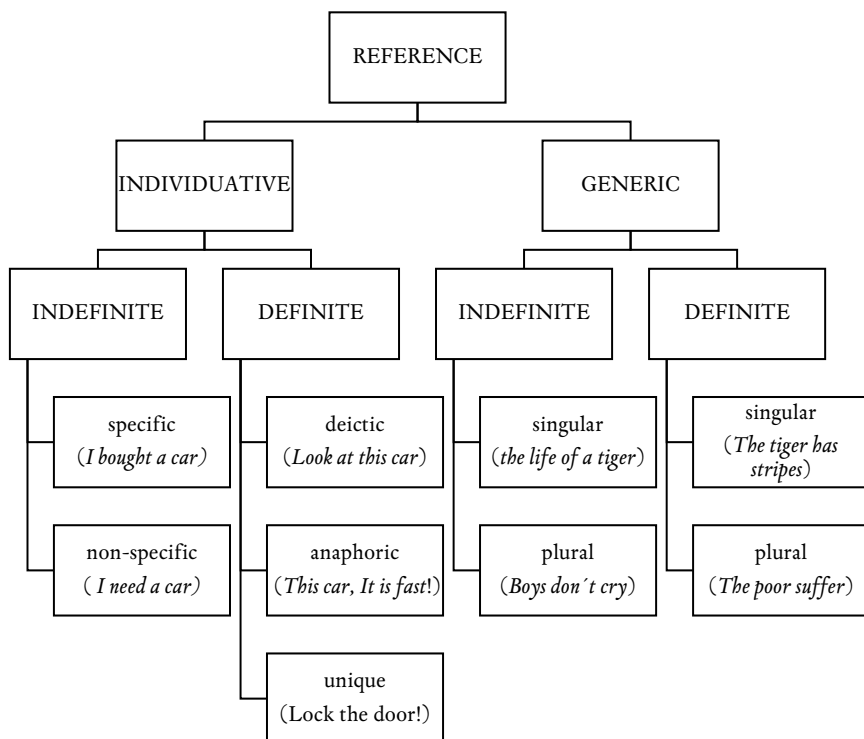 REFERENCE
INDIVIDUATIVE
GENERIC
INDEFINITE
DEFINITE
INDEFINITE
DEFINITE
specific
(I bought a car)
deictic
(Look at this car)
singular
(the life of a tiger)
singular
(The tiger has
stripes)
non-specific
( I need a car)
anaphoric
(This car, It is fast!)
plural
(Boys don´t cry)
plural
(The poor suffer)
unique
(Lock the door!)